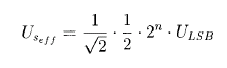 $U_{s_{eff}} = \frac{1}{\sqrt{2}} \cdot \frac{1}{2} \cdot 2^n \cdot U_{LSB}$